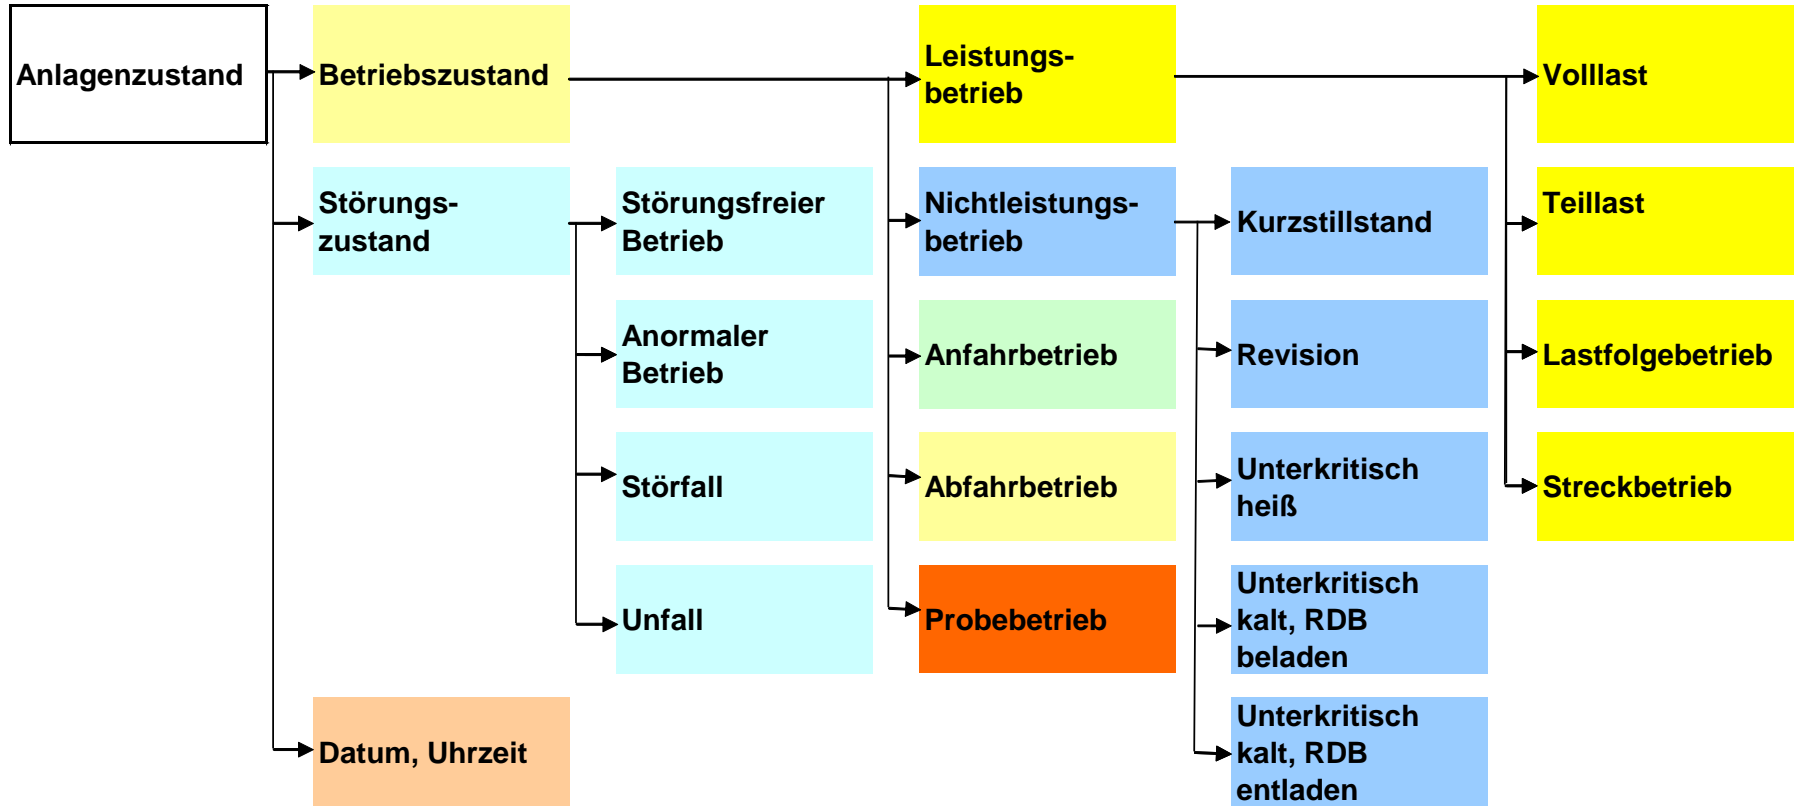 Anlagenzustand
Betriebszustand
Leistungs-
betrieb
Volllast
Störungs-
zustand
Störungsfreier
Betrieb
Nichtleistungs-
betrieb
Kurzstillstand
Teillast
Anormaler
Betrieb
Anfahrbetrieb
Revision
Lastfolgebetrieb
Störfall
Abfahrbetrieb
Unterkritisch
heiß
Streckbetrieb
Unfall
Probebetrieb
Unterkritisch
kalt, RDB
beladen
Datum, Uhrzeit
Unterkritisch
kalt, RDB
entladen